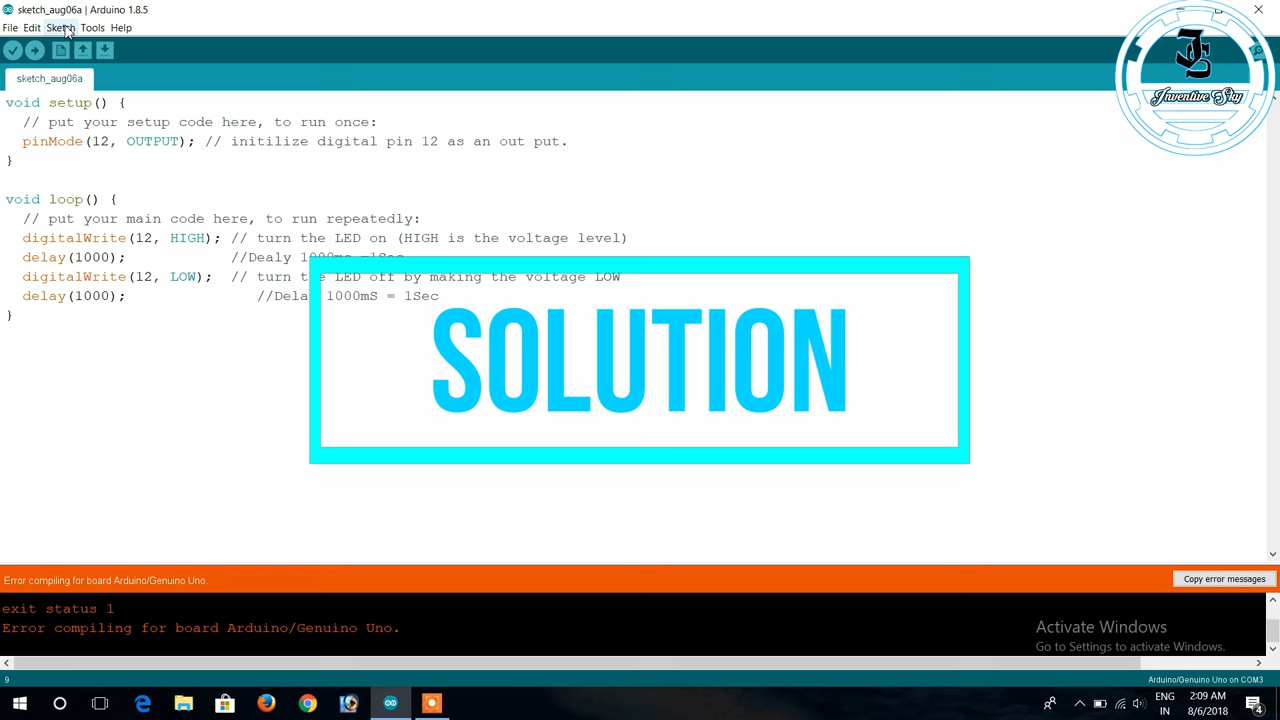 sketch_aug06a | Arduino 1.8.5
File Edit Sketch Tools Help
sketch_aug06a
void setup() {
// put your setup code here, to run once:
pinMode(12, OUTPUT); // initilize digital pin 12 as an out put.
}
void loop() {
// put your main code here, to run repeatedly:
digitalWrite(12, HIGH); // turn the LED on (HIGH is the voltage level)
delay(1000); //Dealy 1000ms =1Sec
digitalWrite(12, LOW); // turn the LED off by making the voltage LOW
delay(1000); //Delay 1000mS = 1Sec
}
SOLUTION
Inventive Sky
Error compiling for board Arduino/Genuino Uno.
Copy error messages
exit status 1
Error compiling for board Arduino/Genuino Uno.
Activate Windows
Go to Settings to activate Windows.
9
Arduino/Genuino Uno on COM3
ENG
IN
2:09 AM
8/6/2018
4